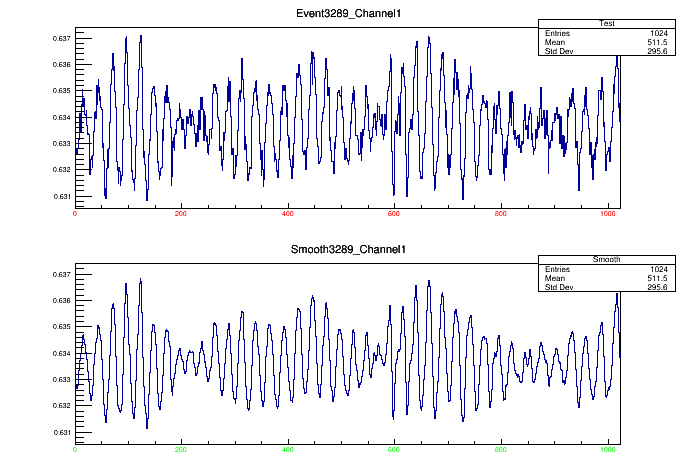 Event3289_Channel1
Test
Entries 1024
Mean 511.5
Std Dev 295.6
0.637
0.636
0.635
0.634
0.633
0.632
0.631
0 200 400 600 800 1000
Smooth3289_Channel1
Smooth
Entries 1024
Mean 511.5
Std Dev 295.6
0.637
0.636
0.635
0.634
0.633
0.632
0.631
0 200 400 600 800 1000